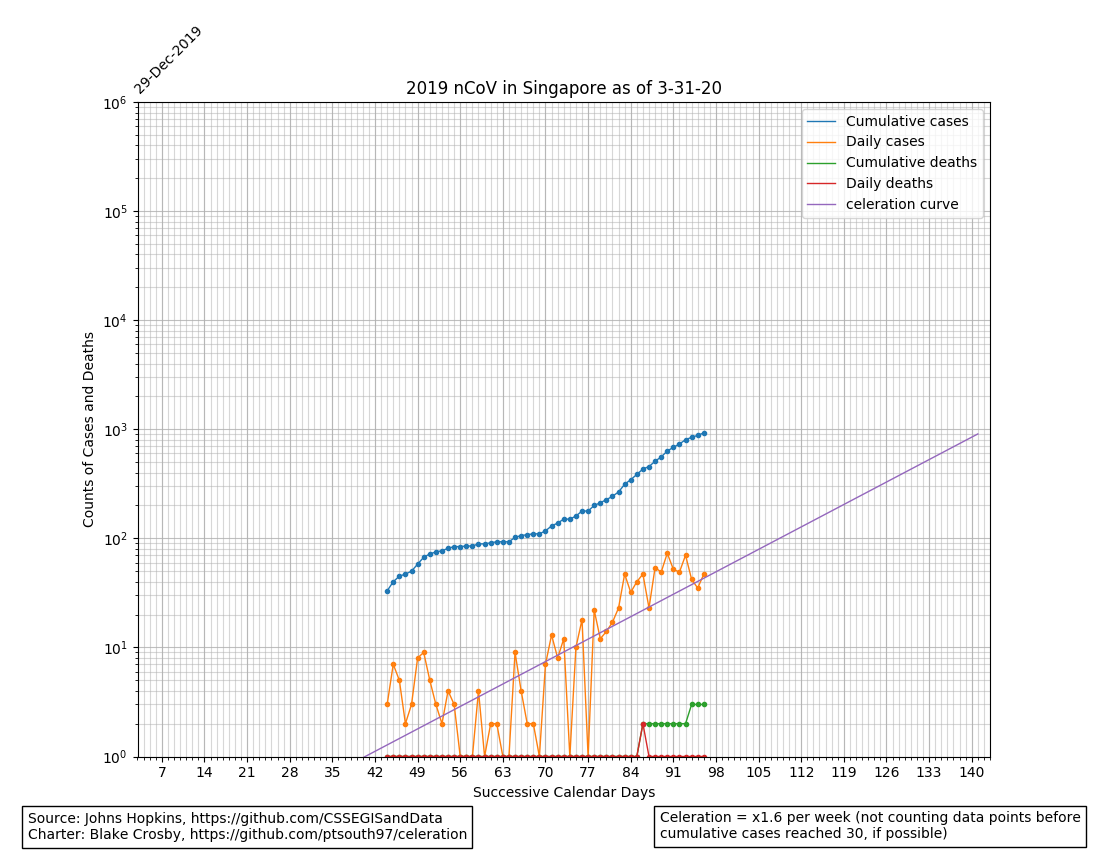 29-Dec-2019
2019 nCoV in Singapore as of 3-31-20
10^6
10^5
10^4
10^3
10^2
10^1
10^0
Counts of Cases and Deaths
Cumulative cases
Daily cases
Cumulative deaths
Daily deaths
celeration curve
7 14 21 28 35 42 49 56 63 70 77 84 91 98 105 112 119 126 133 140
Successive Calendar Days
Source: Johns Hopkins, https://github.com/CSSEGISandData
Charter: Blake Crosby, https://github.com/ptsouth97/celeration
Celeration = x1.6 per week (not counting data points before
cumulative cases reached 30, if possible)